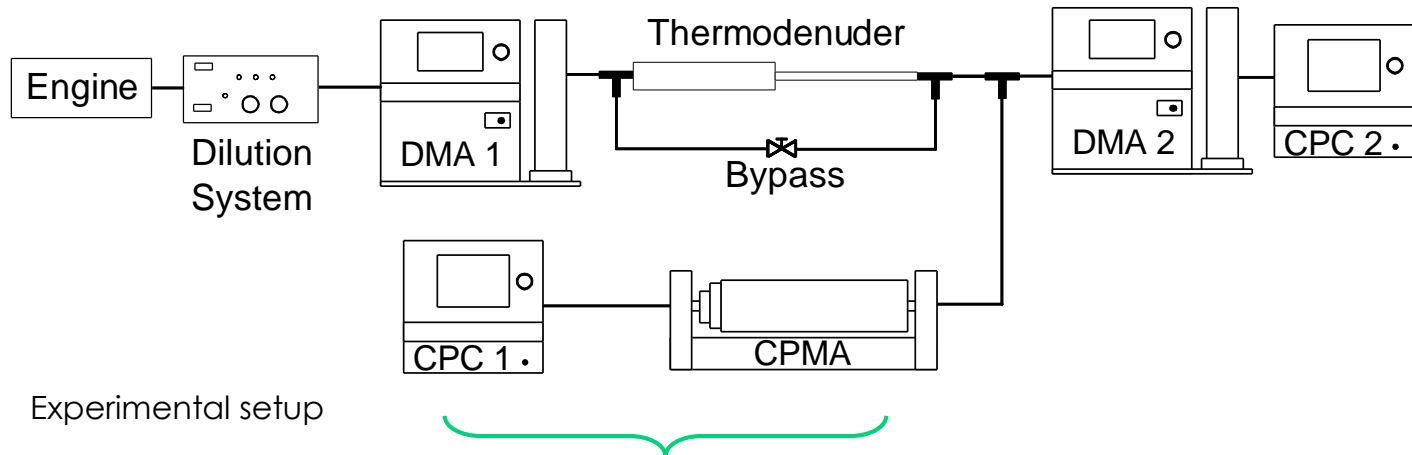 Thermodenuder
Engine
DMA 1
DMA 2
CPC 2
Dilution
System
Bypass
CPC 1
CPMA
Experimental setup